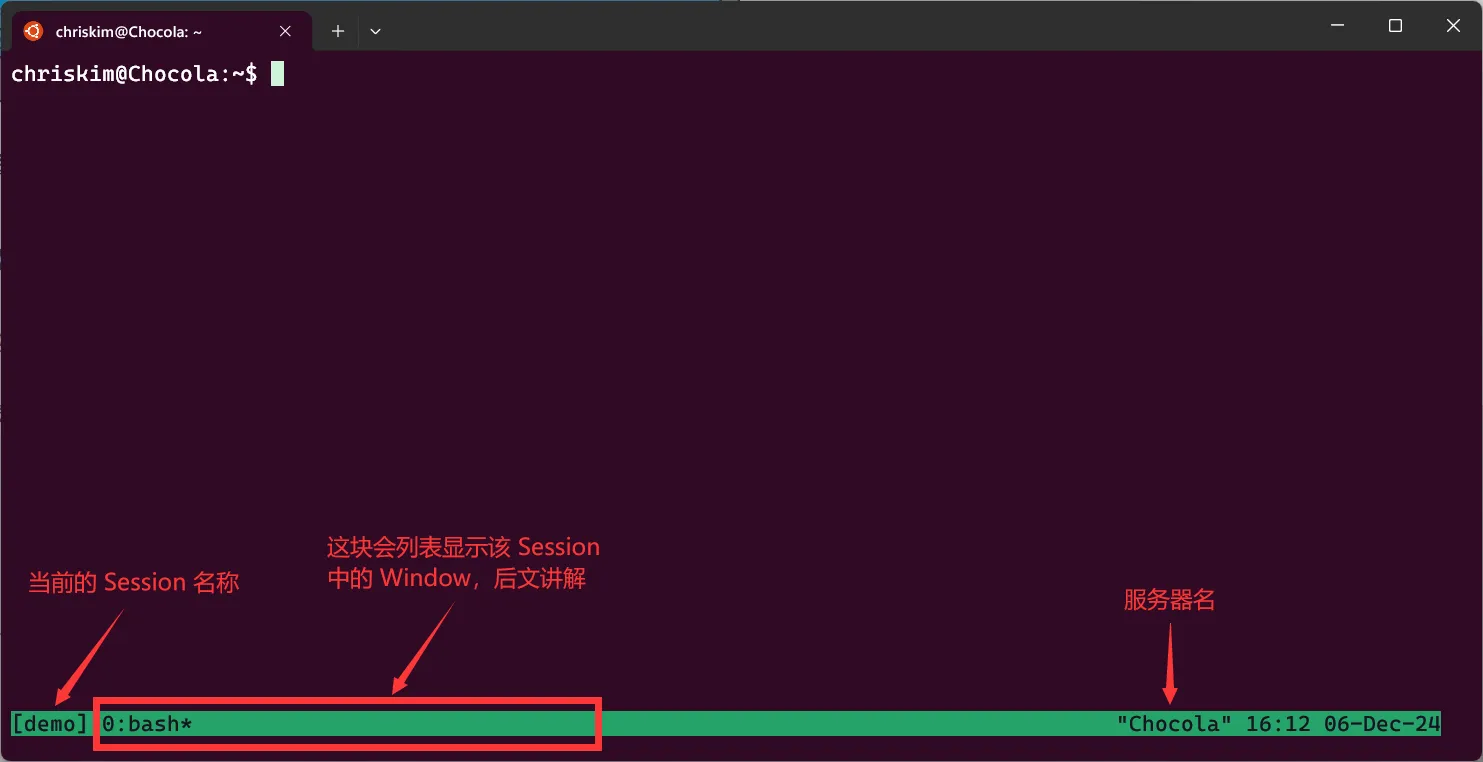 chriskim@Chocola: ~
chriskim@Chocola:~$
这块会列表显示该 Session
中的 Window，后文讲解
当前的 Session 名称
服务器名
[demo] 0:bash* "Chocola" 16:12 06-Dec-24